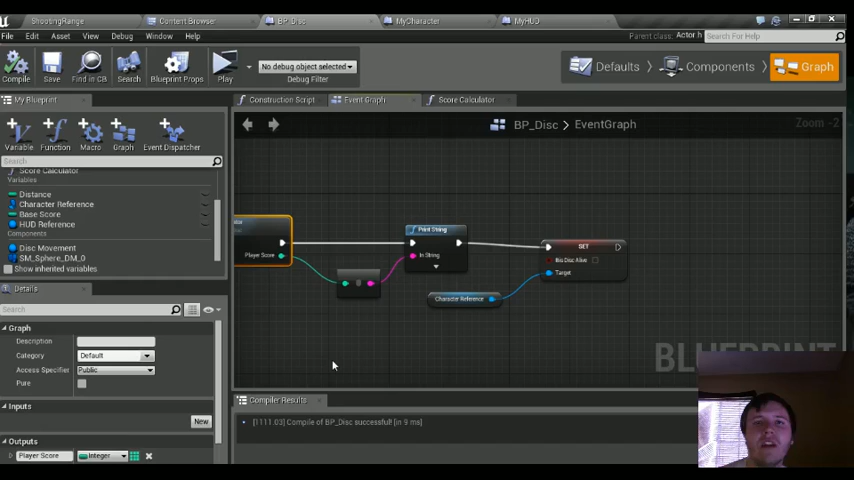 ShootingRange
Content Browser
BP_Disc
MyCharacter
MyHUD
File Edit Asset View Debug Window Help
Parent class: Actor
Search For Help
Compile
Save
Find in CB
Search
Blueprint Props
Play
No debug object selected
Debug Filter
Defaults
Components
Graph
My Blueprint
Construction Script
Event Graph
Score Calculator
Variable
Function
Macro
Graph
Event Dispatcher
BP_Disc > EventGraph
Zoom -2
Search
Score Calculator
Variables
Distance
Character Reference
Base Score
HUD Reference
Components
Disc Movement
SM_Sphere_DM_0
Show inherited variables
Player Score
Print String
In String
Character Reference
SET
Bis Disc Alive
Target
Details
Search
Graph
Description
Category
Default
Access Specifier
Public
Pure
Inputs
New
Outputs
Player Score
Integer
BLUEPRINT
Compiler Results
[1111.03] Compile of BP_Disc successful! [in 9 ms]